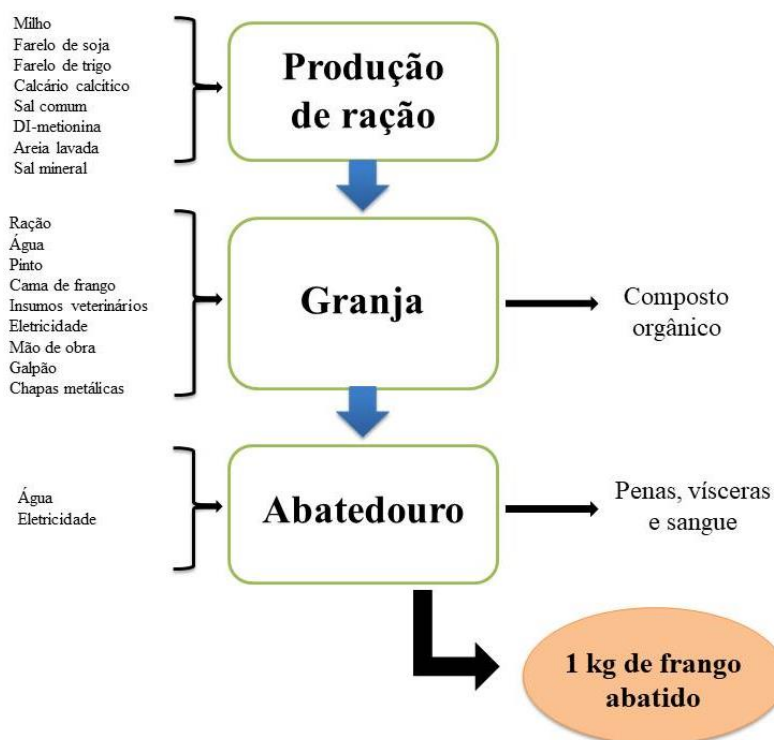 Milho
Farelo de soja
Farelo de trigo
Calcário calcítico
Sal comum
DI-metionina
Areia lavada
Sal mineral
Produção
de ração
Ração
Água
Pinto
Cama de frango
Insumos veterinários
Eletricidade
Mão de obra
Galpão
Chapas metálicas
Granja
Composto
orgânico
Água
Eletricidade
Abatedouro
Penas, vísceras
e sangue
1 kg de frango
abatido